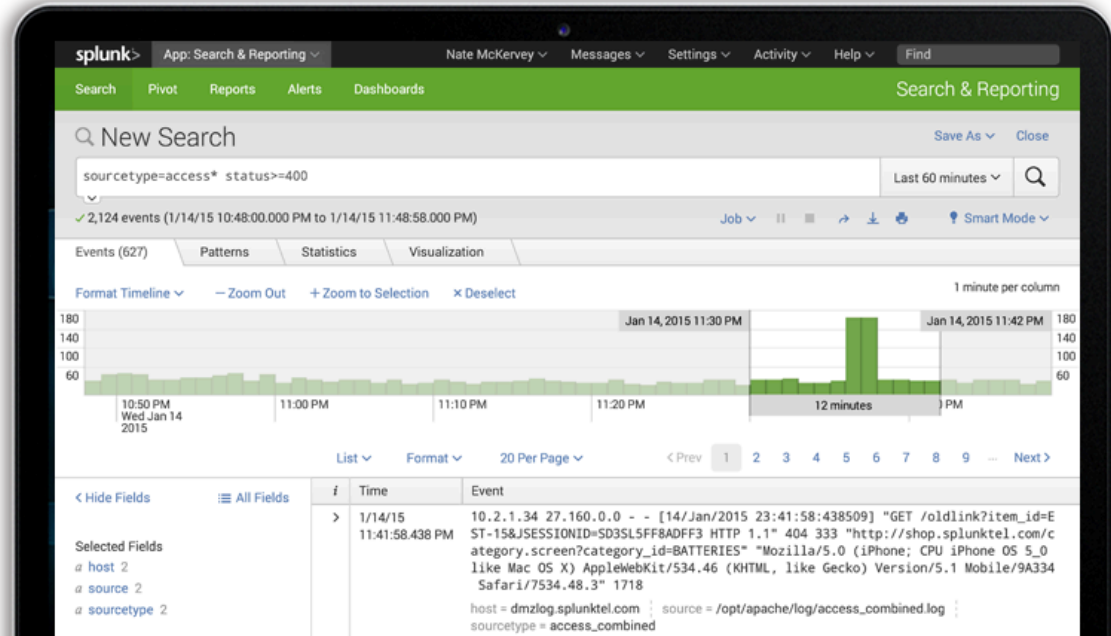 splunk> App: Search & Reporting Nate McKervey Messages Settings Activity Help Find
Search Pivot Reports Alerts Dashboards Search & Reporting
New Search Save As Close
sourcetype=access* status>=400 Last 60 minutes
2,124 events (1/14/15 10:48:00.000 PM to 1/14/15 11:48:58.000 PM) Job Smart Mode
Events (627) Patterns Statistics Visualization
Format Timeline — Zoom Out + Zoom to Selection × Deselect 1 minute per column
180 Jan 14, 2015 11:30 PM Jan 14, 2015 11:42 PM 180
140 140
100 100
60 60
10:50 PM 11:00 PM 11:10 PM 11:20 PM 12 minutes PM
Wed Jan 14
2015
List Format 20 Per Page < Prev 1 2 3 4 5 6 7 8 9 ... Next >
< Hide Fields All Fields i Time Event
> 1/14/15 10.2.1.34 27.160.0.0 - - [14/Jan/2015 23:41:58:438509] "GET /oldlink?item_id=E
11:41:58.438 PM ST-15&JSESSIONID=SD3SL5FF8ADFF3 HTTP 1.1" 404 333 "http://shop.splunktel.com/c
Selected Fields ategory.screen?category_id=BATTERIES" "Mozilla/5.0 (iPhone; CPU iPhone OS 5_0
a host 2 like Mac OS X) AppleWebKit/534.46 (KHTML, like Gecko) Version/5.1 Mobile/9A334
a source 2 Safari/7534.48.3" 1718
a sourcetype 2 host = dmzlog.splunktel.com source = /opt/apache/log/access_combined.log
sourcetype = access_combined